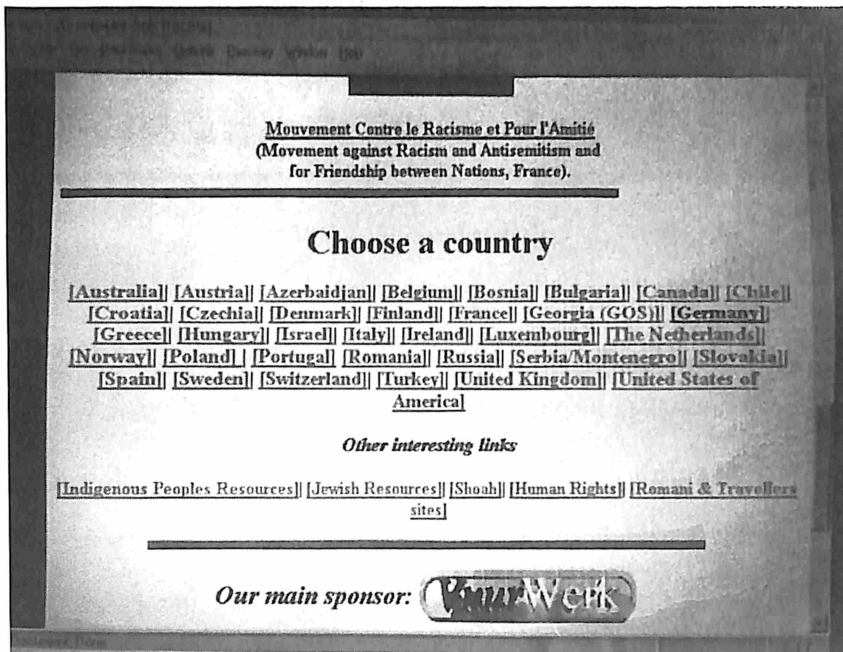 Mouvement Contre le Racisme et Pour l'Amitié
(Movement against Racism and Antisemitism and
for Friendship between Nations, France).
Choose a country
[Australia]| [Austria] [Azerbaidjan]| [Belgium]| [Bosnia]| [Bulgaria]| [Canada]| [Chile]|
[Croatia]| [Czechia]| [Denmark]| [Finland]| [France]| [Georgia (GOS)]| [Germany]|
[Greece]| [Hungary]| [Israel]| [Italy]| [Ireland]| [Luxembourg]| [The Netherlands]|
[Norway]| [Poland] | [Portugal] [Romania]| [Russia]| [Serbia/Montenegro]| [Slovakia]|
[Spain]| [Sweden]| [Switzerland]| [Turkey]| [United Kingdom]| [United States of
America]
Other interesting links
[Indigenous Peoples Resources]| [Jewish Resources]| [Shoah]| [Human Rights]| [Romani & Travellers
sites]
Our main sponsor: